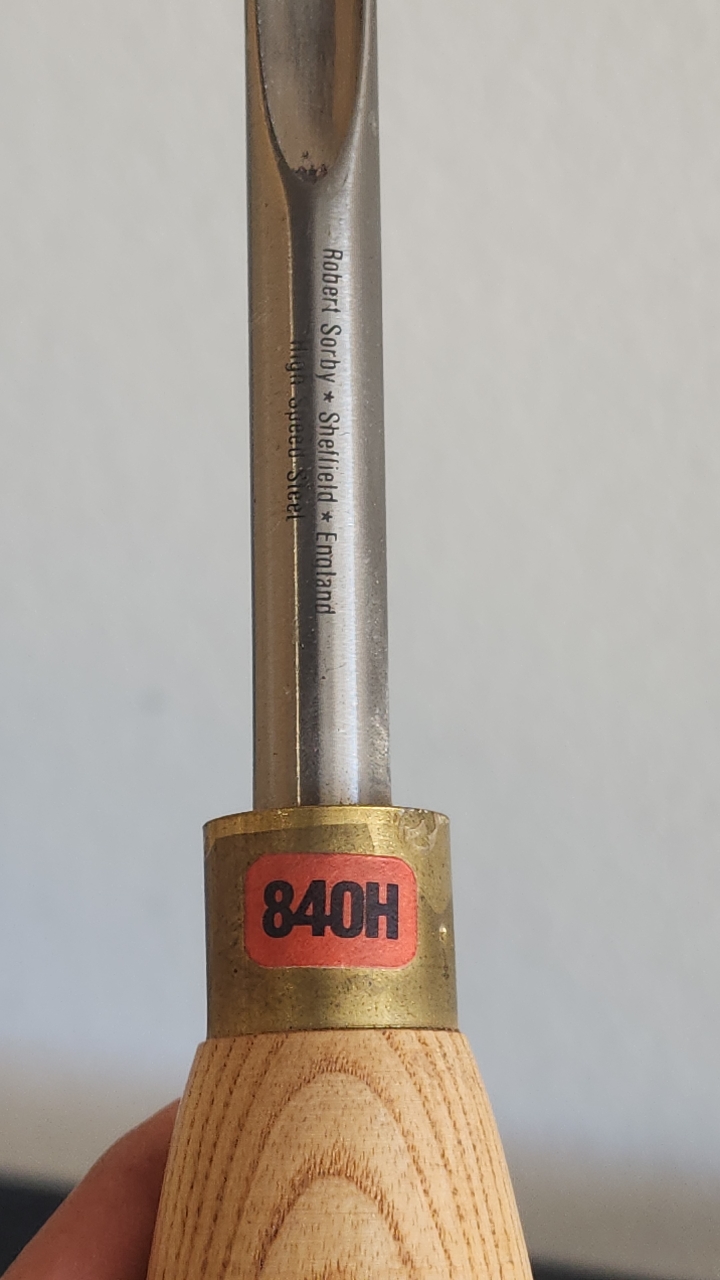 Robert Sorby ★ Sheffield ★ England
High Speed Steel
840H